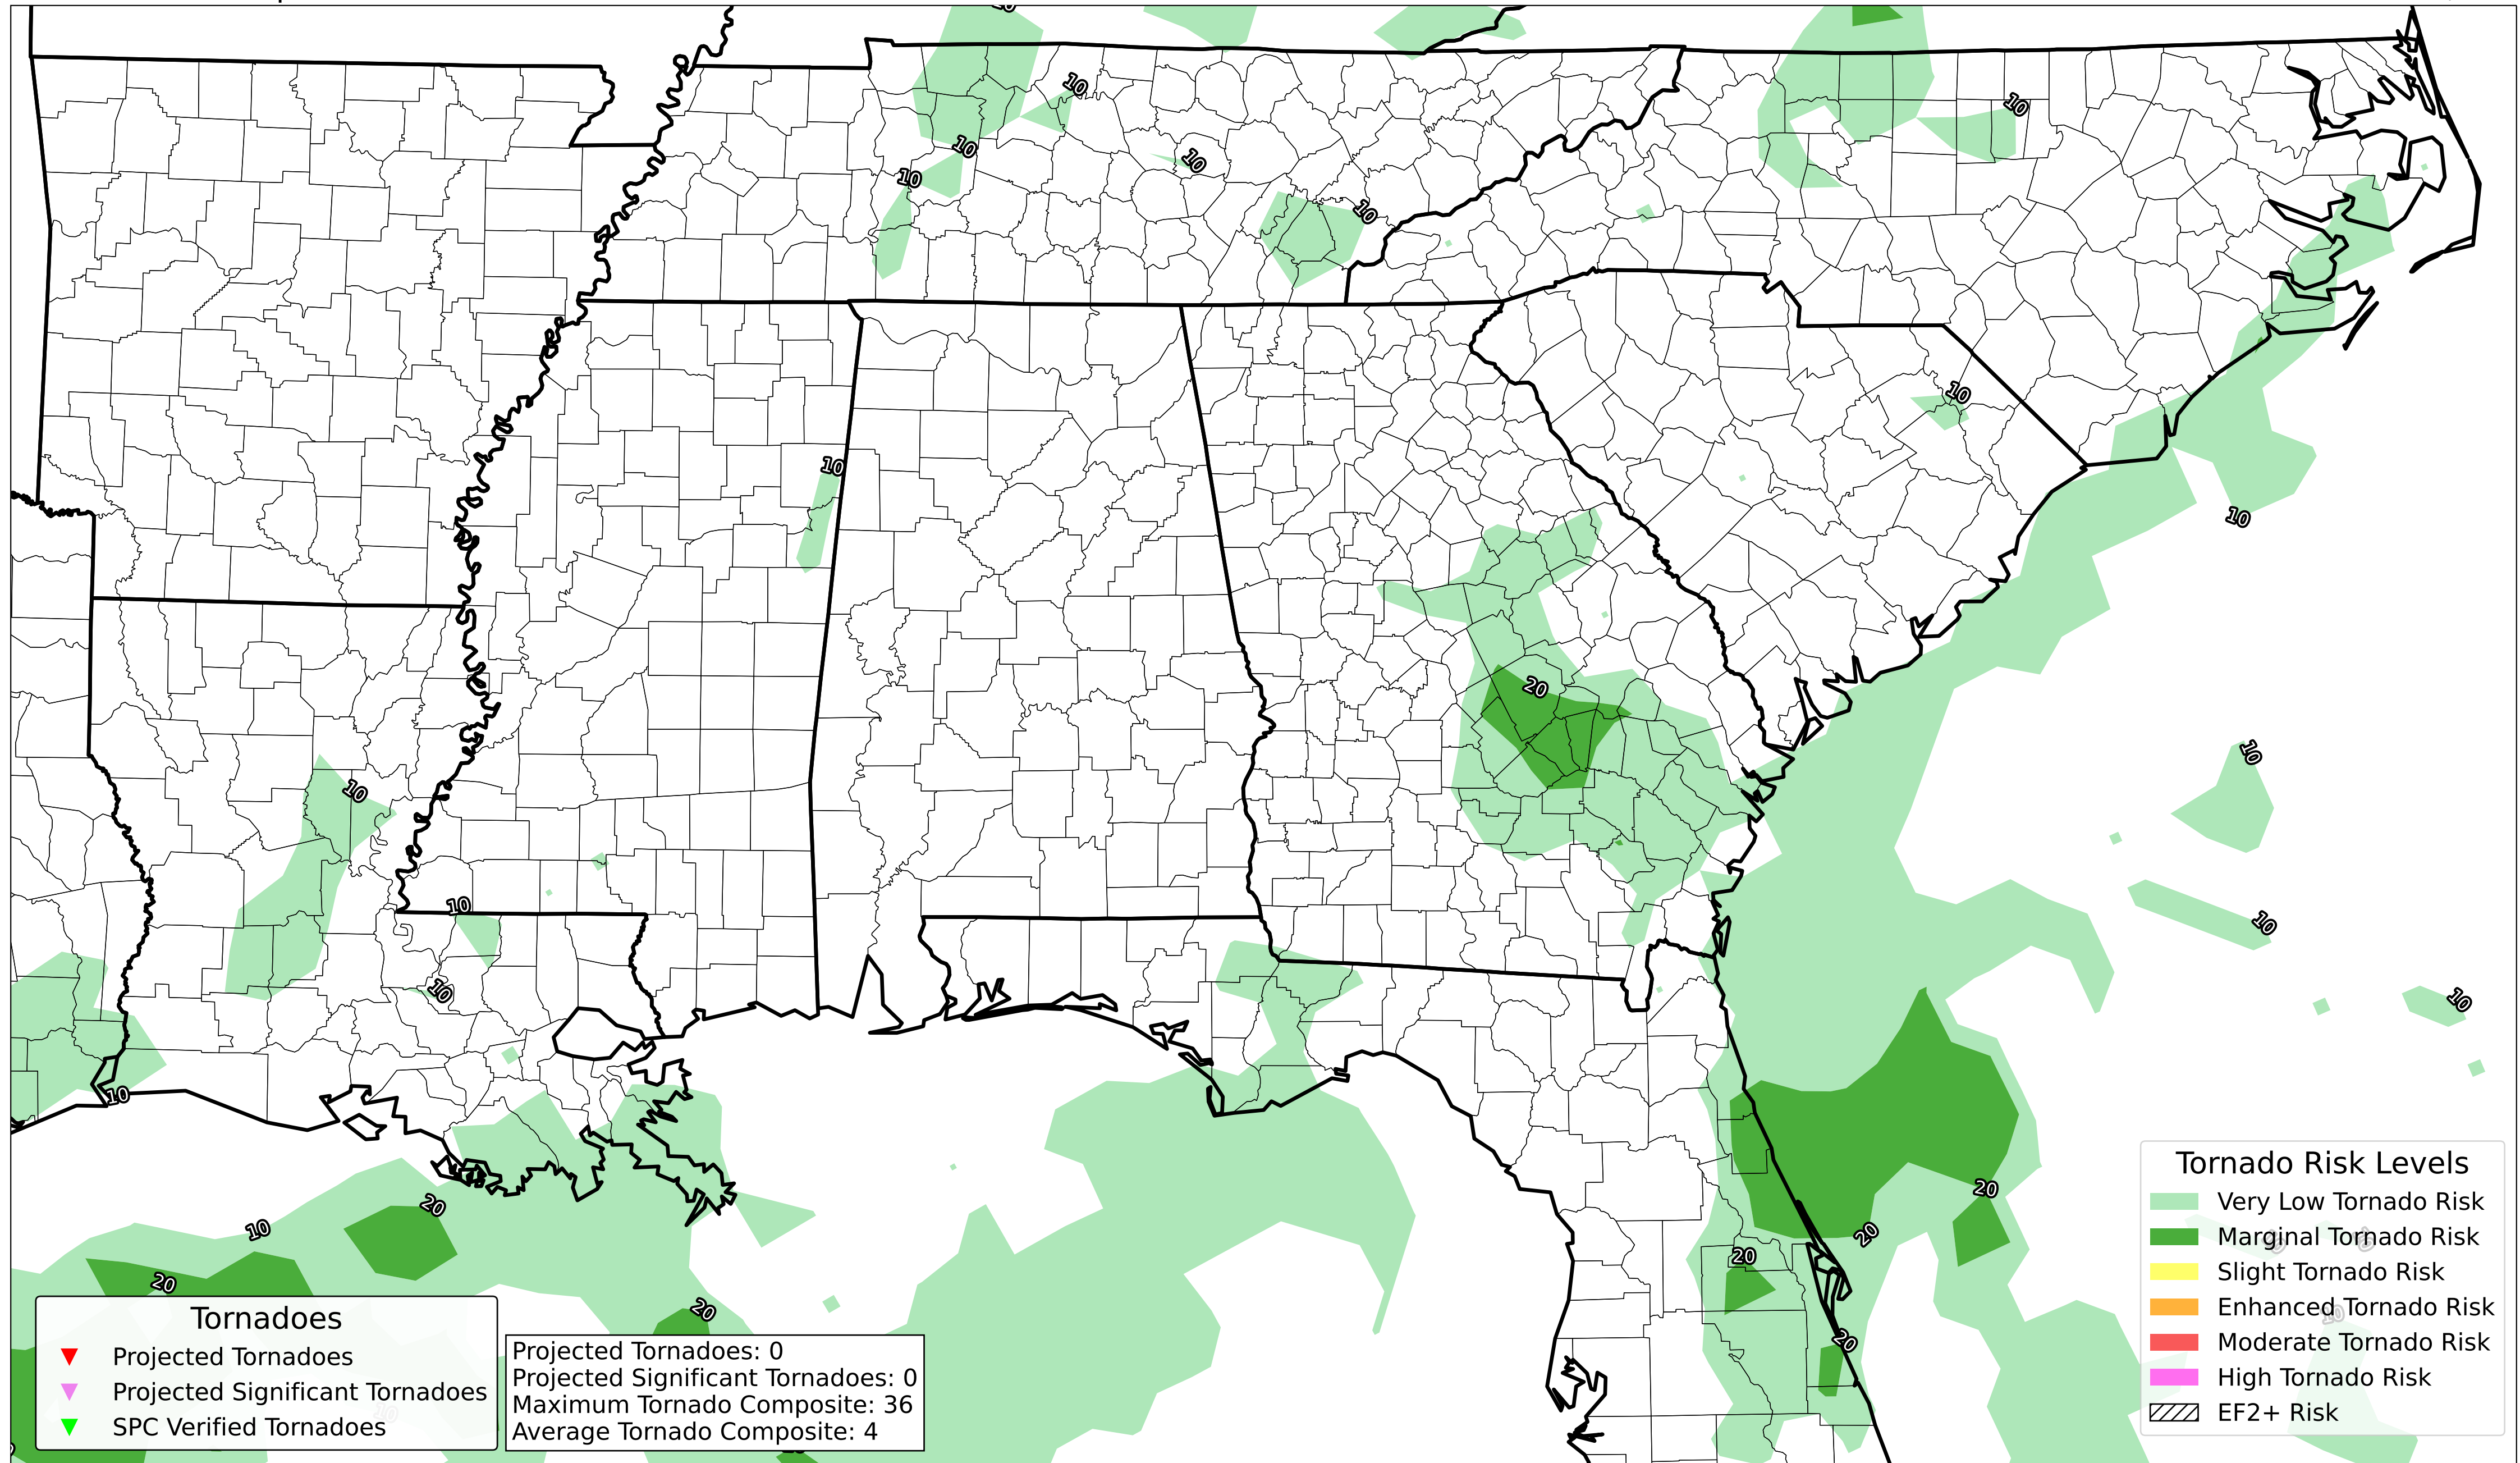 10
10
10
10
10
10
10
10
10
10
20
10
10
10
10
10
10
10
10
20
20
10
20
20
20
20
20
Tornadoes
Projected Tornadoes
Projected Significant Tornadoes
SPC Verified Tornadoes
Projected Tornadoes: 0
Projected Significant Tornadoes: 0
Maximum Tornado Composite: 36
Average Tornado Composite: 4
Tornado Risk Levels
Very Low Tornado Risk
Marginal Tornado Risk
Slight Tornado Risk
Enhanced Tornado Risk
Moderate Tornado Risk
High Tornado Risk
EF2+ Risk